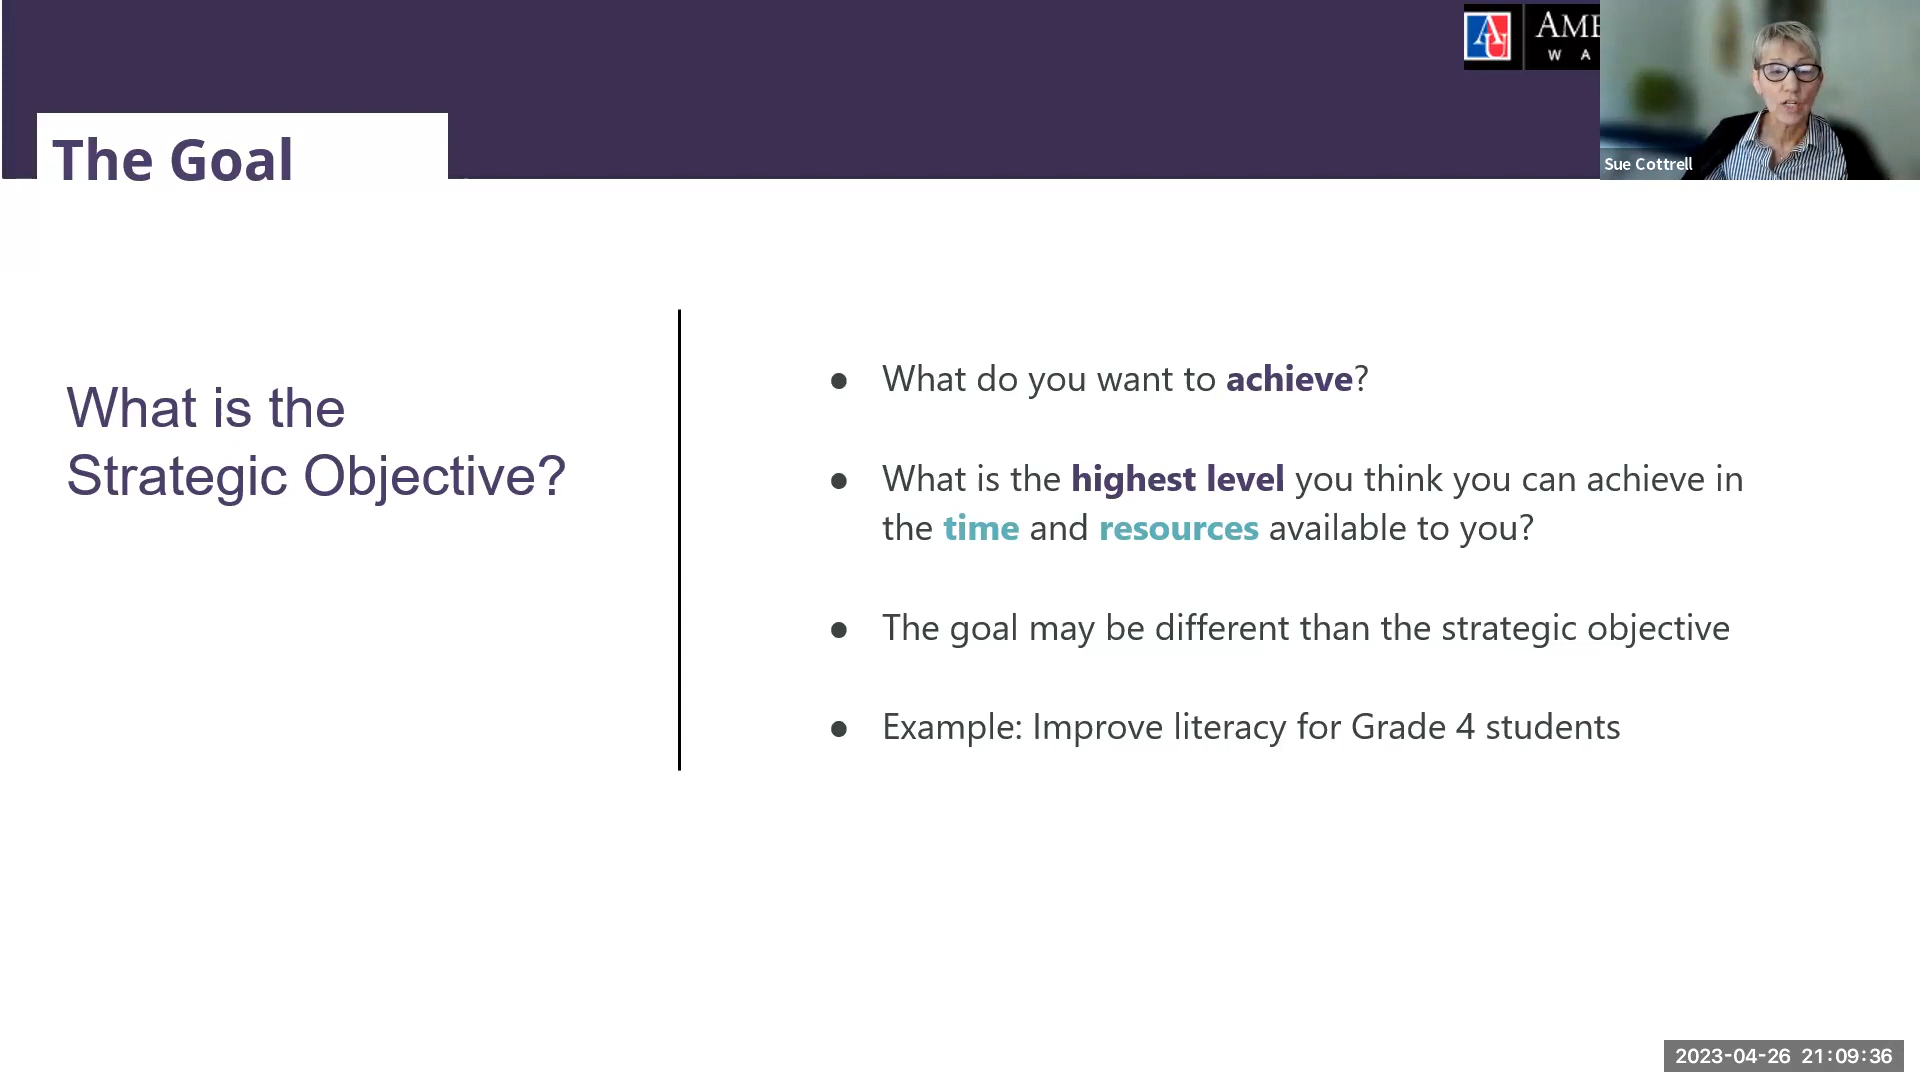 AU
AME
W A
Sue Cottrell
The Goal
What is the
Strategic Objective?
● What do you want to achieve?
● What is the highest level you think you can achieve in
the time and resources available to you?
● The goal may be different than the strategic objective
● Example: Improve literacy for Grade 4 students
2023-04-26 21:09:36